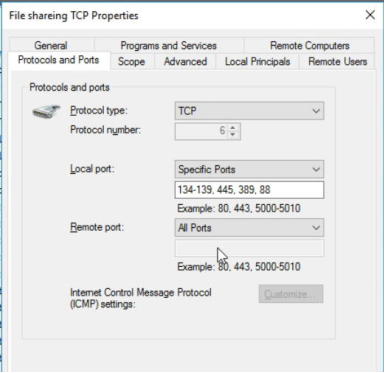 File sharing TCP Properties
General
Programs and Services
Remote Computers
Protocols and Ports
Scope
Advanced
Local Principals
Remote Users
Protocols and ports
Protocol type:
TCP
Protocol number:
6
Local port:
Specific Ports
134-139, 445, 389, 88
Example: 80, 443, 5000-5010
Remote port:
All Ports
Example: 80, 443, 5000-5010
Internet Control Message Protocol
(ICMP) settings:
Customize...